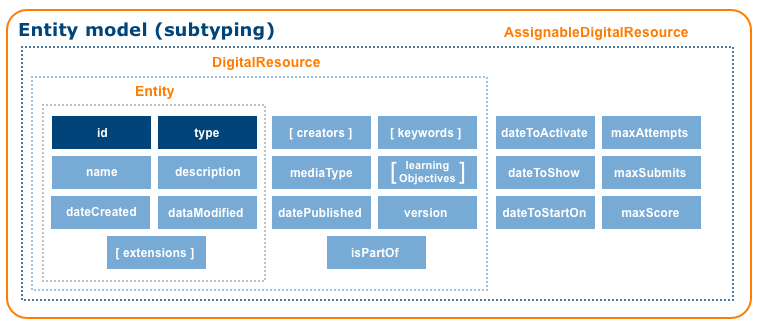 Entity model (subtyping)
AssignableDigitalResource
DigitalResource
Entity
id
type
[ creators ]
[ keywords ]
dateToActivate
maxAttempts
name
description
mediaType
[ learning
Objectives ]
dateToShow
maxSubmits
dateCreated
dataModified
datePublished
version
dateToStartOn
maxScore
[ extensions ]
isPartOf